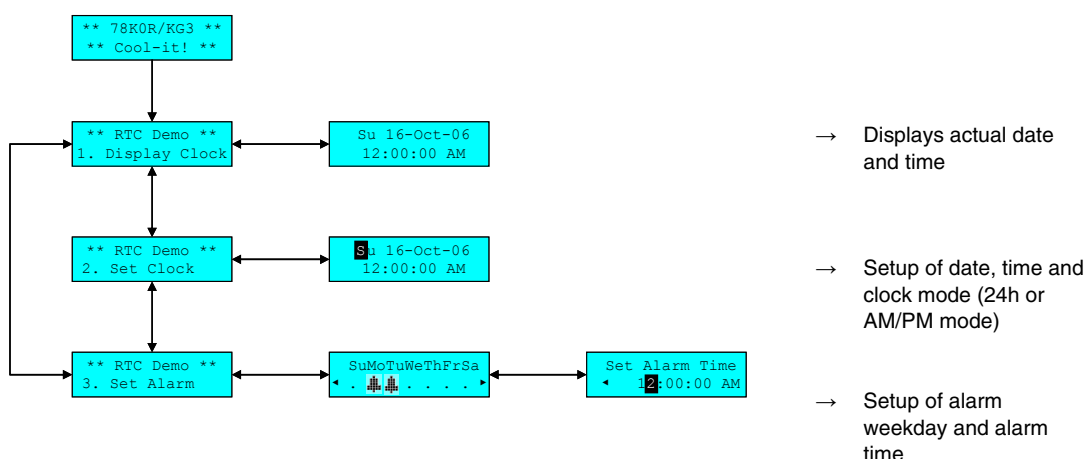 ** 78K0R/KG3 **
** Cool-it! **
** RTC Demo **
1. Display Clock
Su 16-Oct-06
12:00:00 AM
→ Displays actual date
and time
** RTC Demo **
2. Set Clock
Su 16-Oct-06
12:00:00 AM
→ Setup of date, time and
clock mode (24h or
AM/PM mode)
** RTC Demo **
3. Set Alarm
SuMoTuWeThFrSa
◄ . . . . . ►
Set Alarm Time
◄ 12:00:00 AM
→ Setup of alarm
weekday and alarm
time